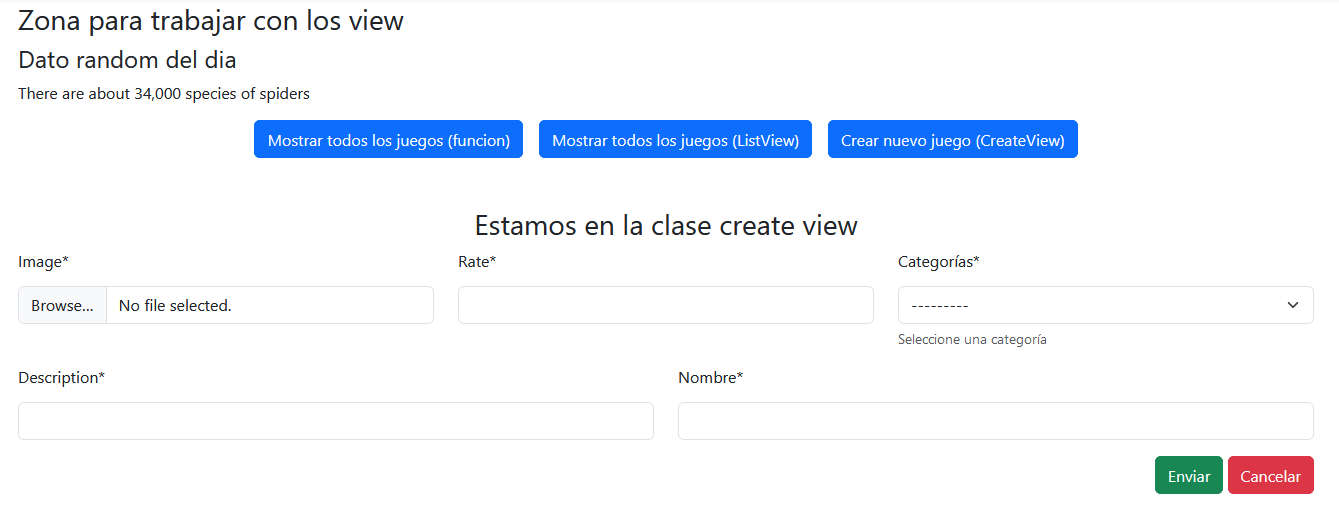 Zona para trabajar con los view
Dato random del dia
There are about 34,000 species of spiders
Mostrar todos los juegos (funcion) Mostrar todos los juegos (ListView) Crear nuevo juego (CreateView)
Estamos en la clase create view
Image* Rate* Categorías*
Browse... No file selected. ---------
Seleccione una categoría
Description* Nombre*
Enviar Cancelar